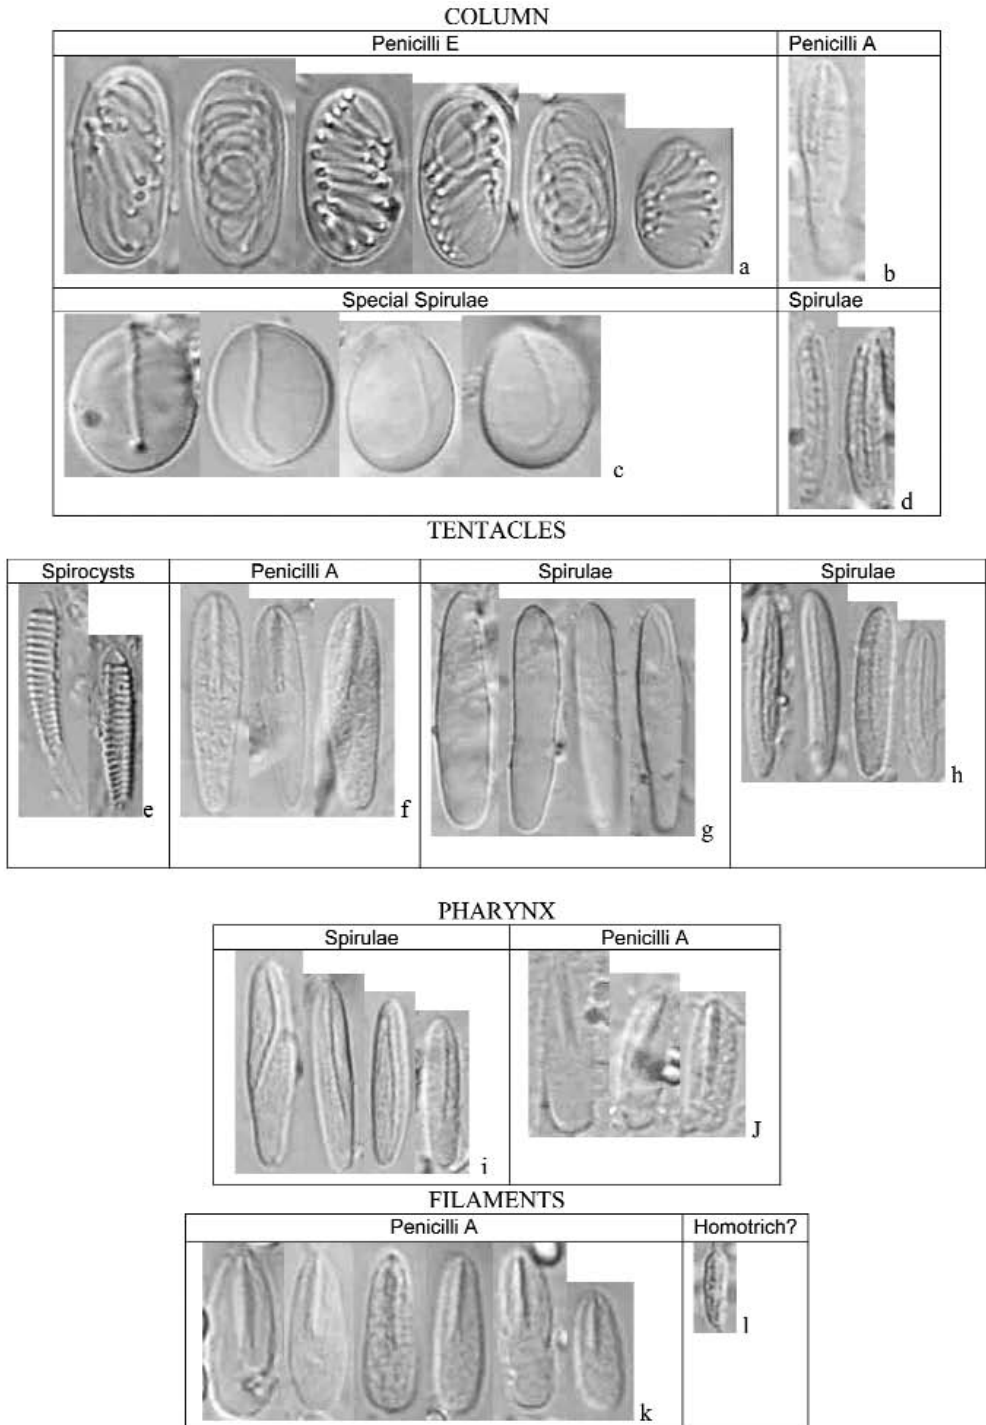 COLUMN
Penicilli E
Penicilli A
a
b
Special Spirulae
Spirulae
c
d
TENTACLES
Spirocysts
Penicilli A
Spirulae
Spirulae
e
f
g
h
PHARYNX
Spirulae
Penicilli A
i
J
FILAMENTS
Penicilli A
Homotrich?
k
l